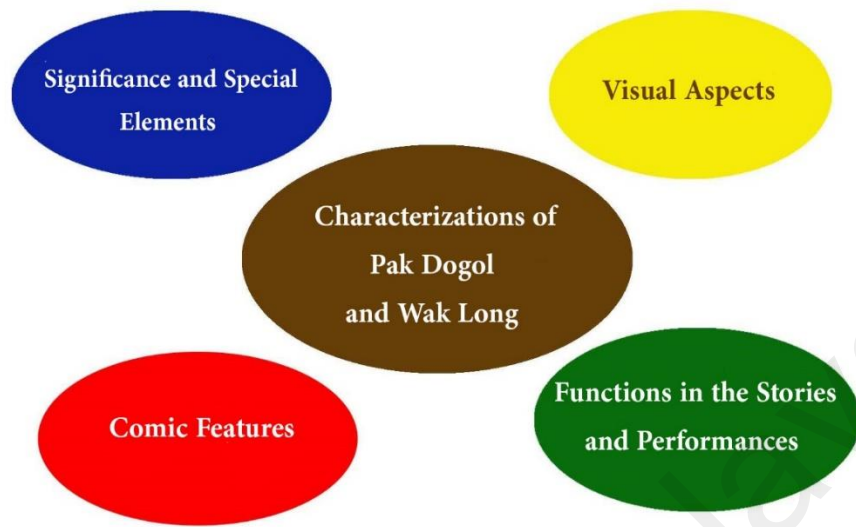 Significance and Special
Elements
Visual Aspects
Characterizations of
Pak Dogol
and Wak Long
Comic Features
Functions in the Stories
and Performances